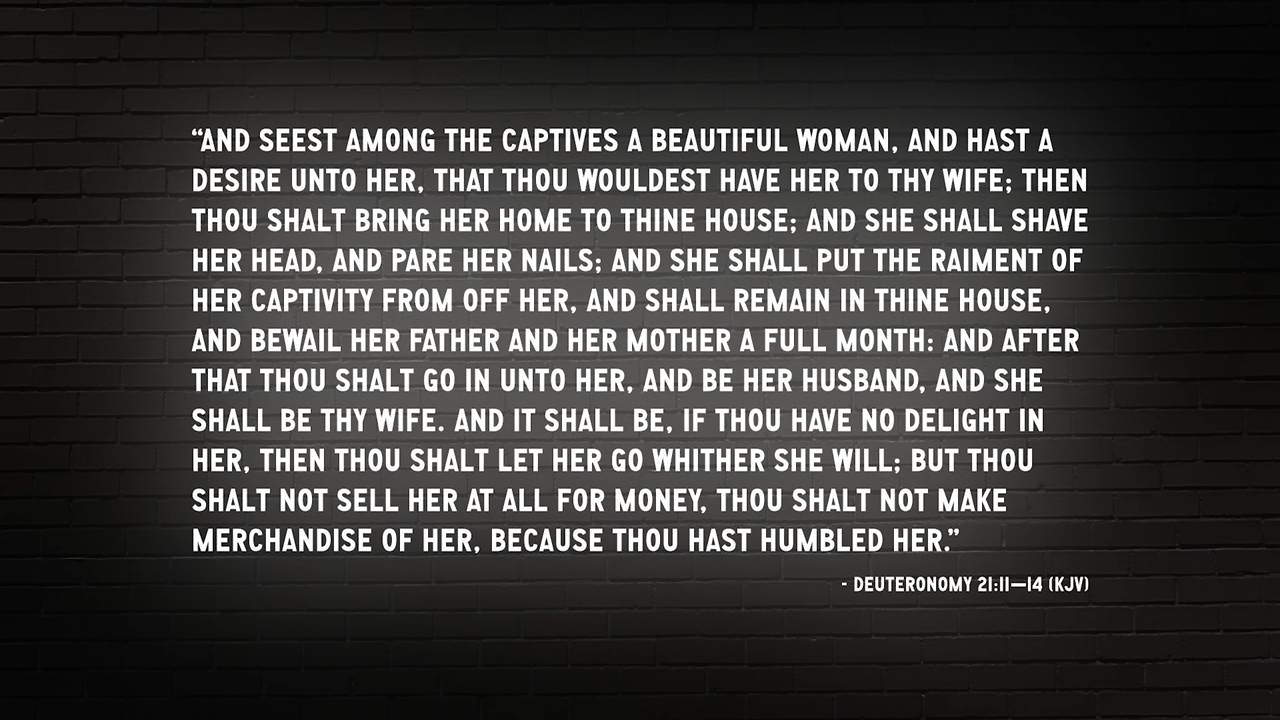 “AND SEEST AMONG THE CAPTIVES A BEAUTIFUL WOMAN, AND HAST A
DESIRE UNTO HER, THAT THOU WOULDEST HAVE HER TO THY WIFE; THEN
THOU SHALT BRING HER HOME TO THINE HOUSE; AND SHE SHALL SHAVE
HER HEAD, AND PARE HER NAILS; AND SHE SHALL PUT THE RAIMENT OF
HER CAPTIVITY FROM OFF HER, AND SHALL REMAIN IN THINE HOUSE,
AND BEWAIL HER FATHER AND HER MOTHER A FULL MONTH: AND AFTER
THAT THOU SHALT GO IN UNTO HER, AND BE HER HUSBAND, AND SHE
SHALL BE THY WIFE. AND IT SHALL BE, IF THOU HAVE NO DELIGHT IN
HER, THEN THOU SHALT LET HER GO WHITHER SHE WILL; BUT THOU
SHALT NOT SELL HER AT ALL FOR MONEY, THOU SHALT NOT MAKE
MERCHANDISE OF HER, BECAUSE THOU HAST HUMBLED HER.”
- DEUTERONOMY 21:11—14 (KJV)